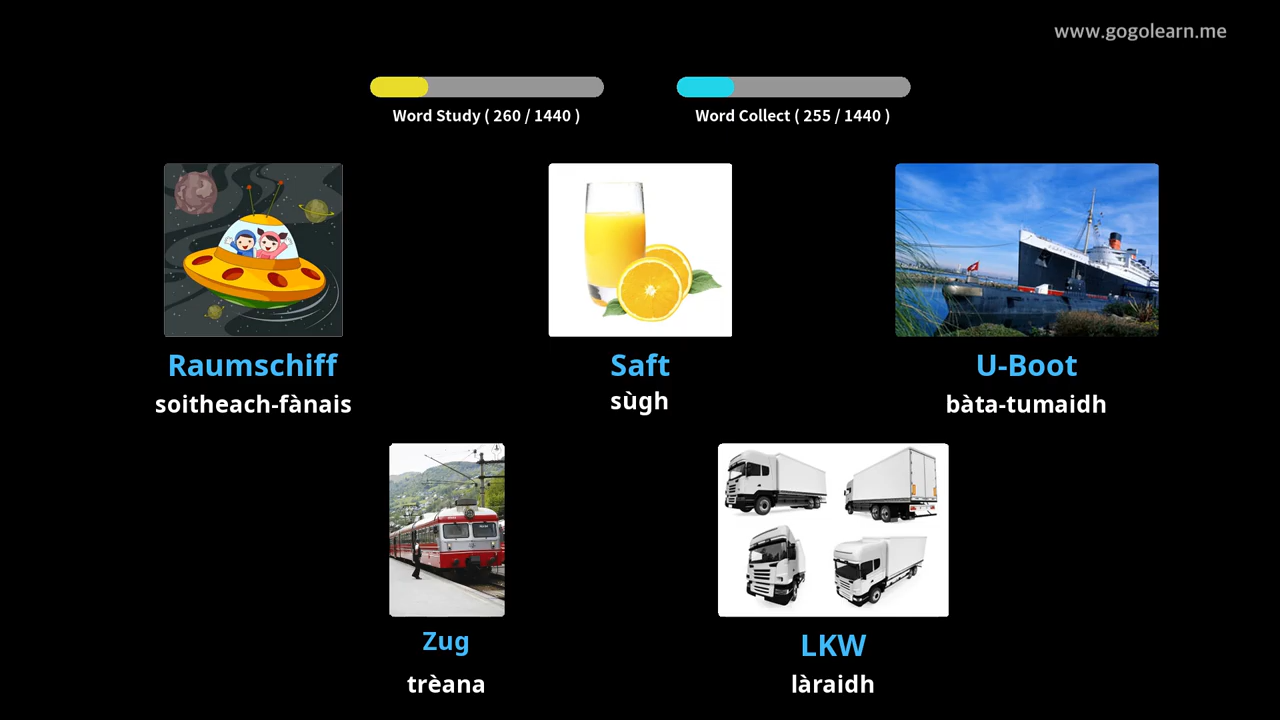 www.gogolearn.me
Word Study ( 260 / 1440 )
Word Collect ( 255 / 1440 )
Raumschiff
soitheach-fànais
Saft
sùgh
U-Boot
bàta-tumaidh
Zug
trèana
LKW
làraidh